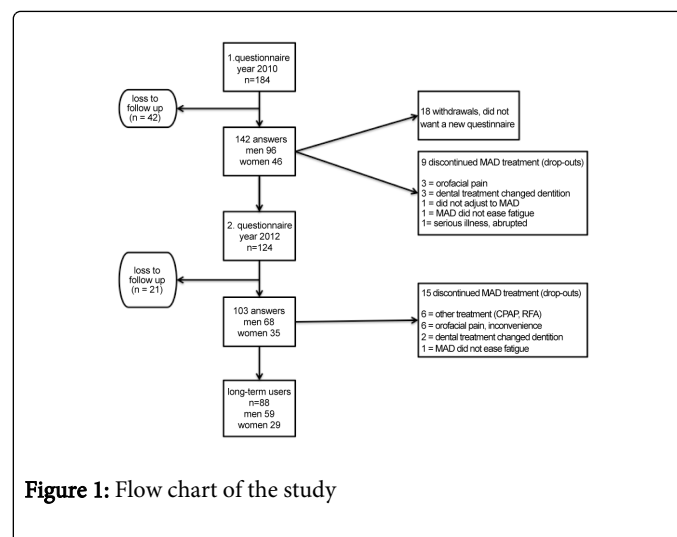 1.questionnaire
year 2010
n=184
loss to
follow up
(n = 42)
18 withdrawals, did not
want a new questinnaire
142 answers
men 96
women 46
9 discontinued MAD treatment (drop-outs)
3 = orofacial pain
3 = dental treatment changed dentition
1 = did not adjust to MAD
1 = MAD did not ease fatigue
1= serious illness, abrupted
2. questionnaire
year 2012
n=124
loss to
follow up
(n = 21)
103 answers
men 68
women 35
15 discontinued MAD treatment (drop-outs)
6 = other treatment (CPAP, RFA)
6 = orofacial pain, inconvenience
2 = dental treatment changed dentition
1 = MAD did not ease fatigue
long-term users
n=88
men 59
women 29
Figure 1: Flow chart of the study